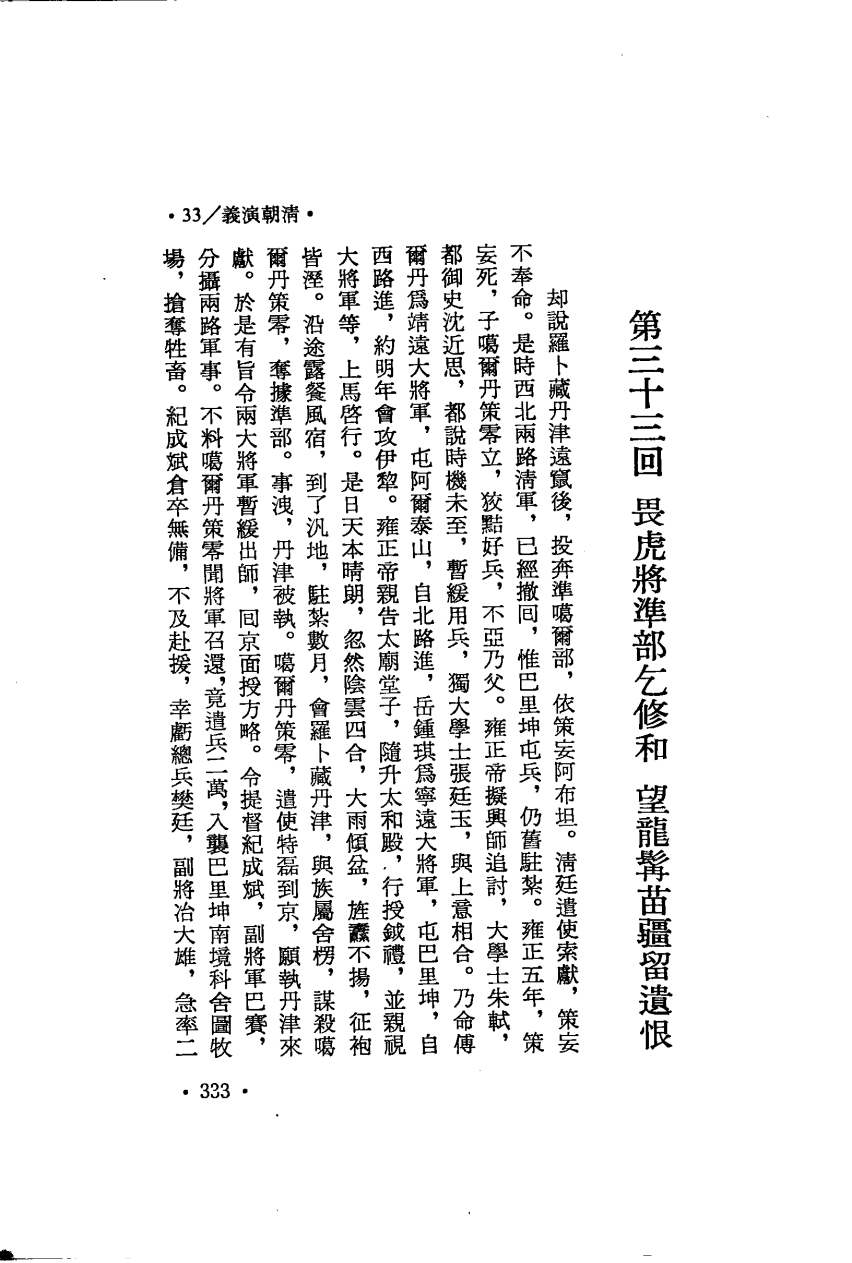 ·清朝演義／33·
第三十三回 畏虎將準部乞修和 望龍髯苗疆留遺恨
却說羅卜藏丹津遠竄後，投奔準噶爾部，依策妄阿布坦。清廷遣使索獻，策妄
不奉命。是時西北兩路清軍，已經撤囘，惟巴里坤屯兵，仍舊駐紮。雍正五年，策
妄死，子噶爾丹策零立，狡黠好兵，不亞乃父。雍正帝擬興師追討，大學士朱軾，
都御史沈近思，都說時機未至，暫緩用兵，獨大學士張廷玉，與上意相合。乃命傅
爾丹爲靖遠大將軍，屯阿爾泰山，自北路進，岳鍾琪爲寧遠大將軍，屯巴里坤，自
西路進，約明年會攻伊犂。雍正帝親告太廟堂子，隨升太和殿，行授鉞禮，並親視
大將軍等，上馬啓行。是日天本晴朗，忽然陰雲四合，大雨傾盆，旌纛不揚，征袍
皆溼。沿途露餐風宿，到了汛地，駐紮數月，會羅卜藏丹津，與族屬舍楞，謀殺噶
爾丹策零，奪據準部。事洩，丹津被執。噶爾丹策零，遣使特磊到京，願執丹津來
獻。於是有旨令兩大將軍暫緩出師，囘京面授方略。令提督紀成斌，副將軍巴賽，
分攝兩路軍事。不料噶爾丹策零聞將軍召還，竟遣兵二萬，入襲巴里坤南境科舍圖牧
場，搶奪牲畜。紀成斌倉卒無備，不及赴援，幸虧總兵樊廷，副將冶大雄，急率二
·333·